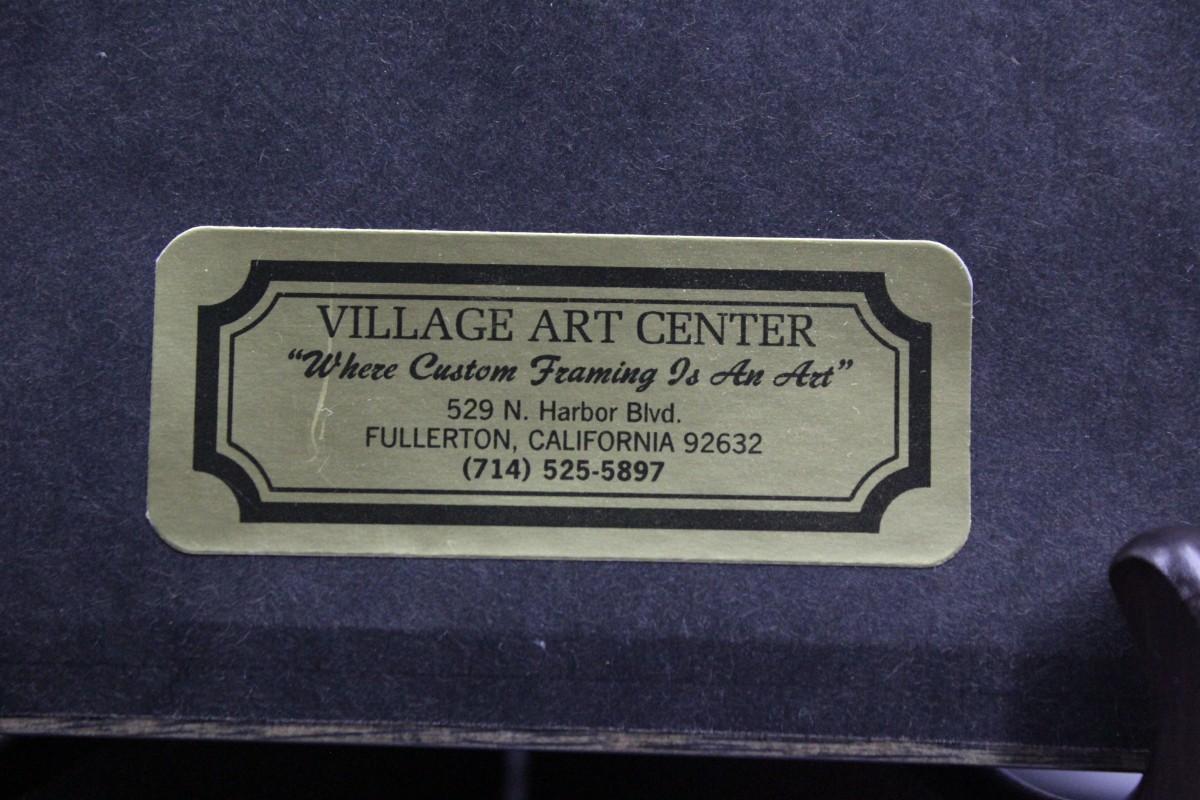 VILLAGE ART CENTER
“Where Custom Framing Is An Art”
529 N. Harbor Blvd.
FULLERTON, CALIFORNIA 92632
(714) 525-5897